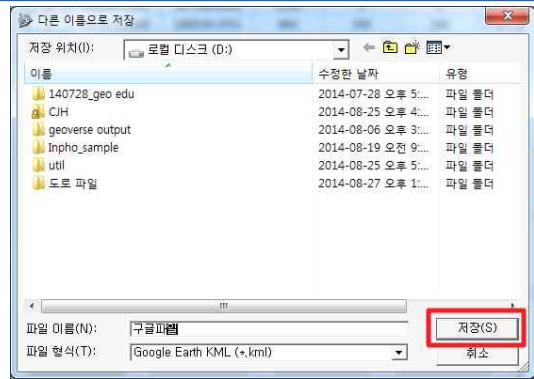 다른 이름으로 저장
저장 위치(I): 로컬 디스크 (D:)
이름 수정한 날짜 유형
140728_geo edu 2014-07-28 오후 5:... 파일 폴더
CJH 2014-08-25 오후 4:... 파일 폴더
geoverse output 2014-08-06 오후 3:... 파일 폴더
Inpho_sample 2014-08-19 오전 9:... 파일 폴더
util 2014-08-25 오후 5:... 파일 폴더
도로 파일 2014-08-27 오후 1:... 파일 폴더
파일 이름(N): 저장(S)
파일 형식(T): Google Earth KML (*.kml) 취소